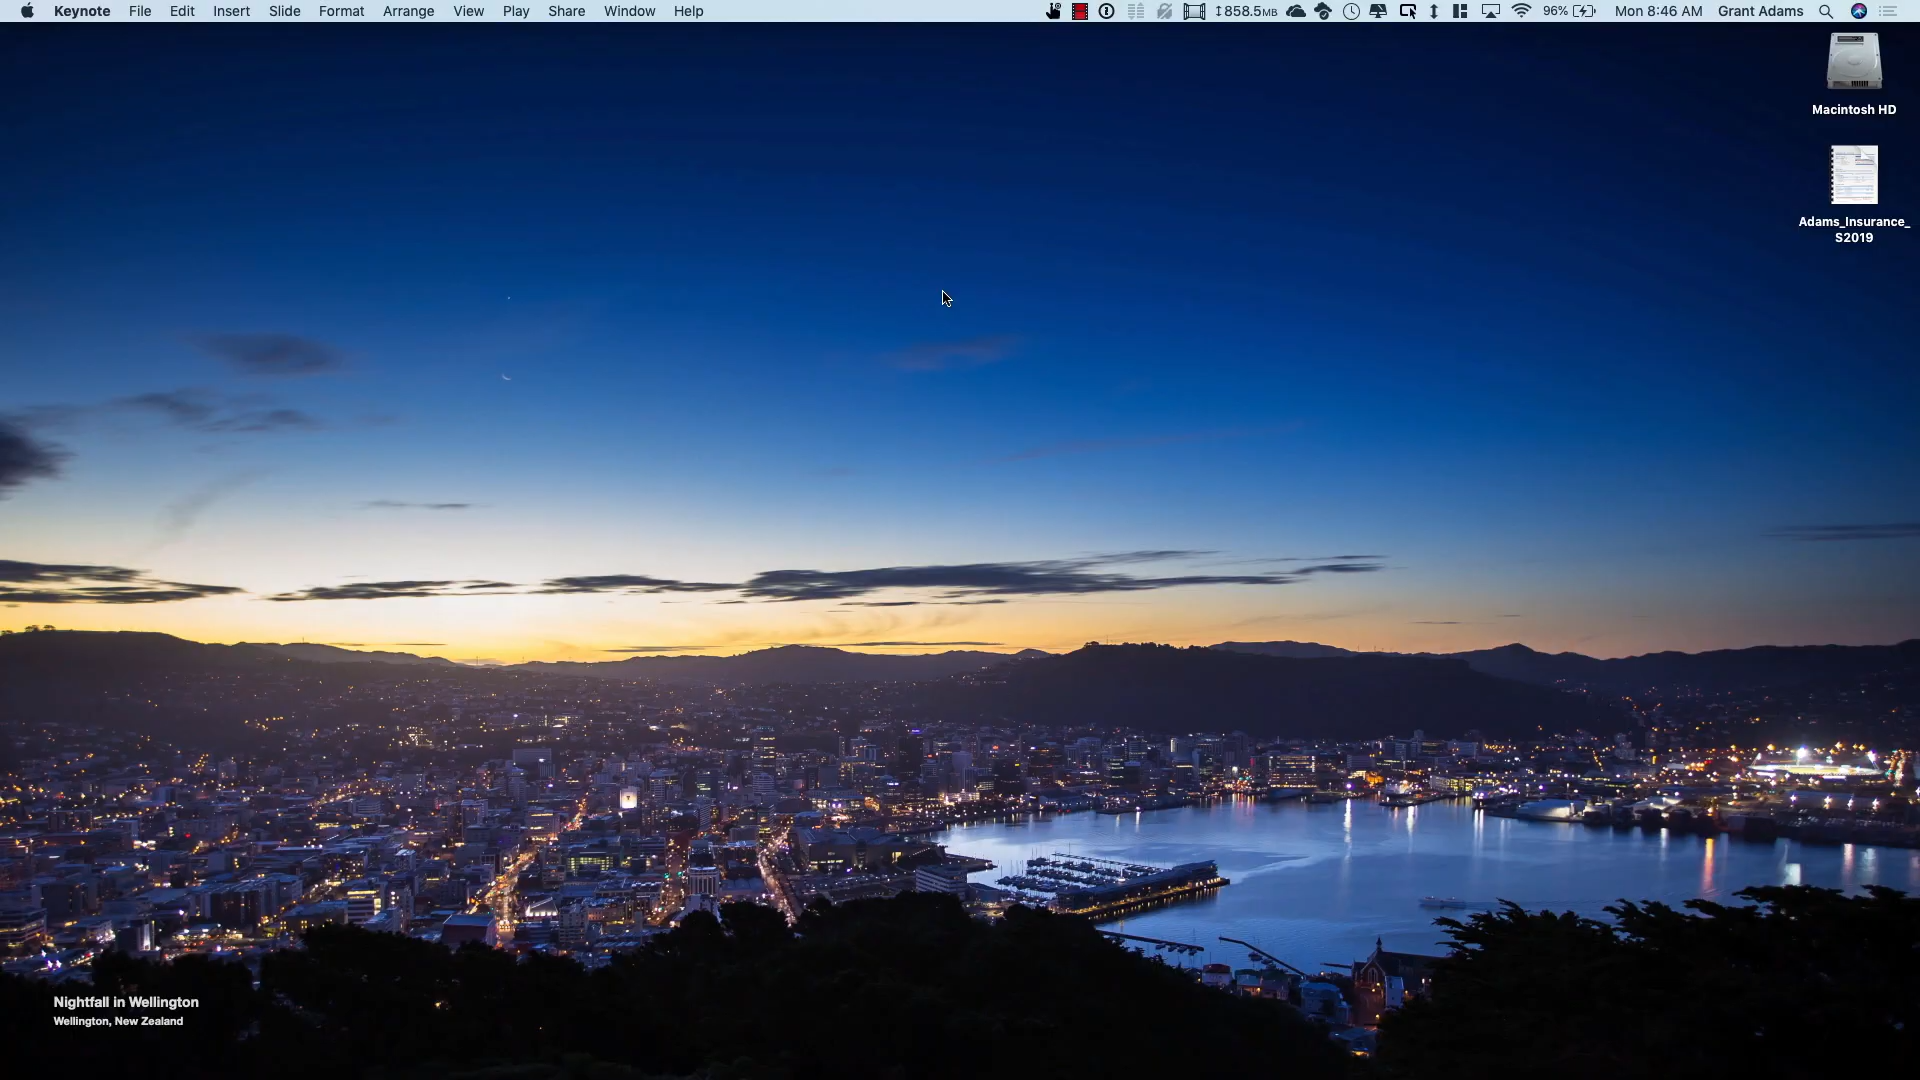 Keynote File Edit Insert Slide Format Arrange View Play Share Window Help 858.5MB 96% Mon 8:46 AM Grant Adams
Macintosh HD
Adams_Insurance_
S2019
Nightfall in Wellington
Wellington, New Zealand